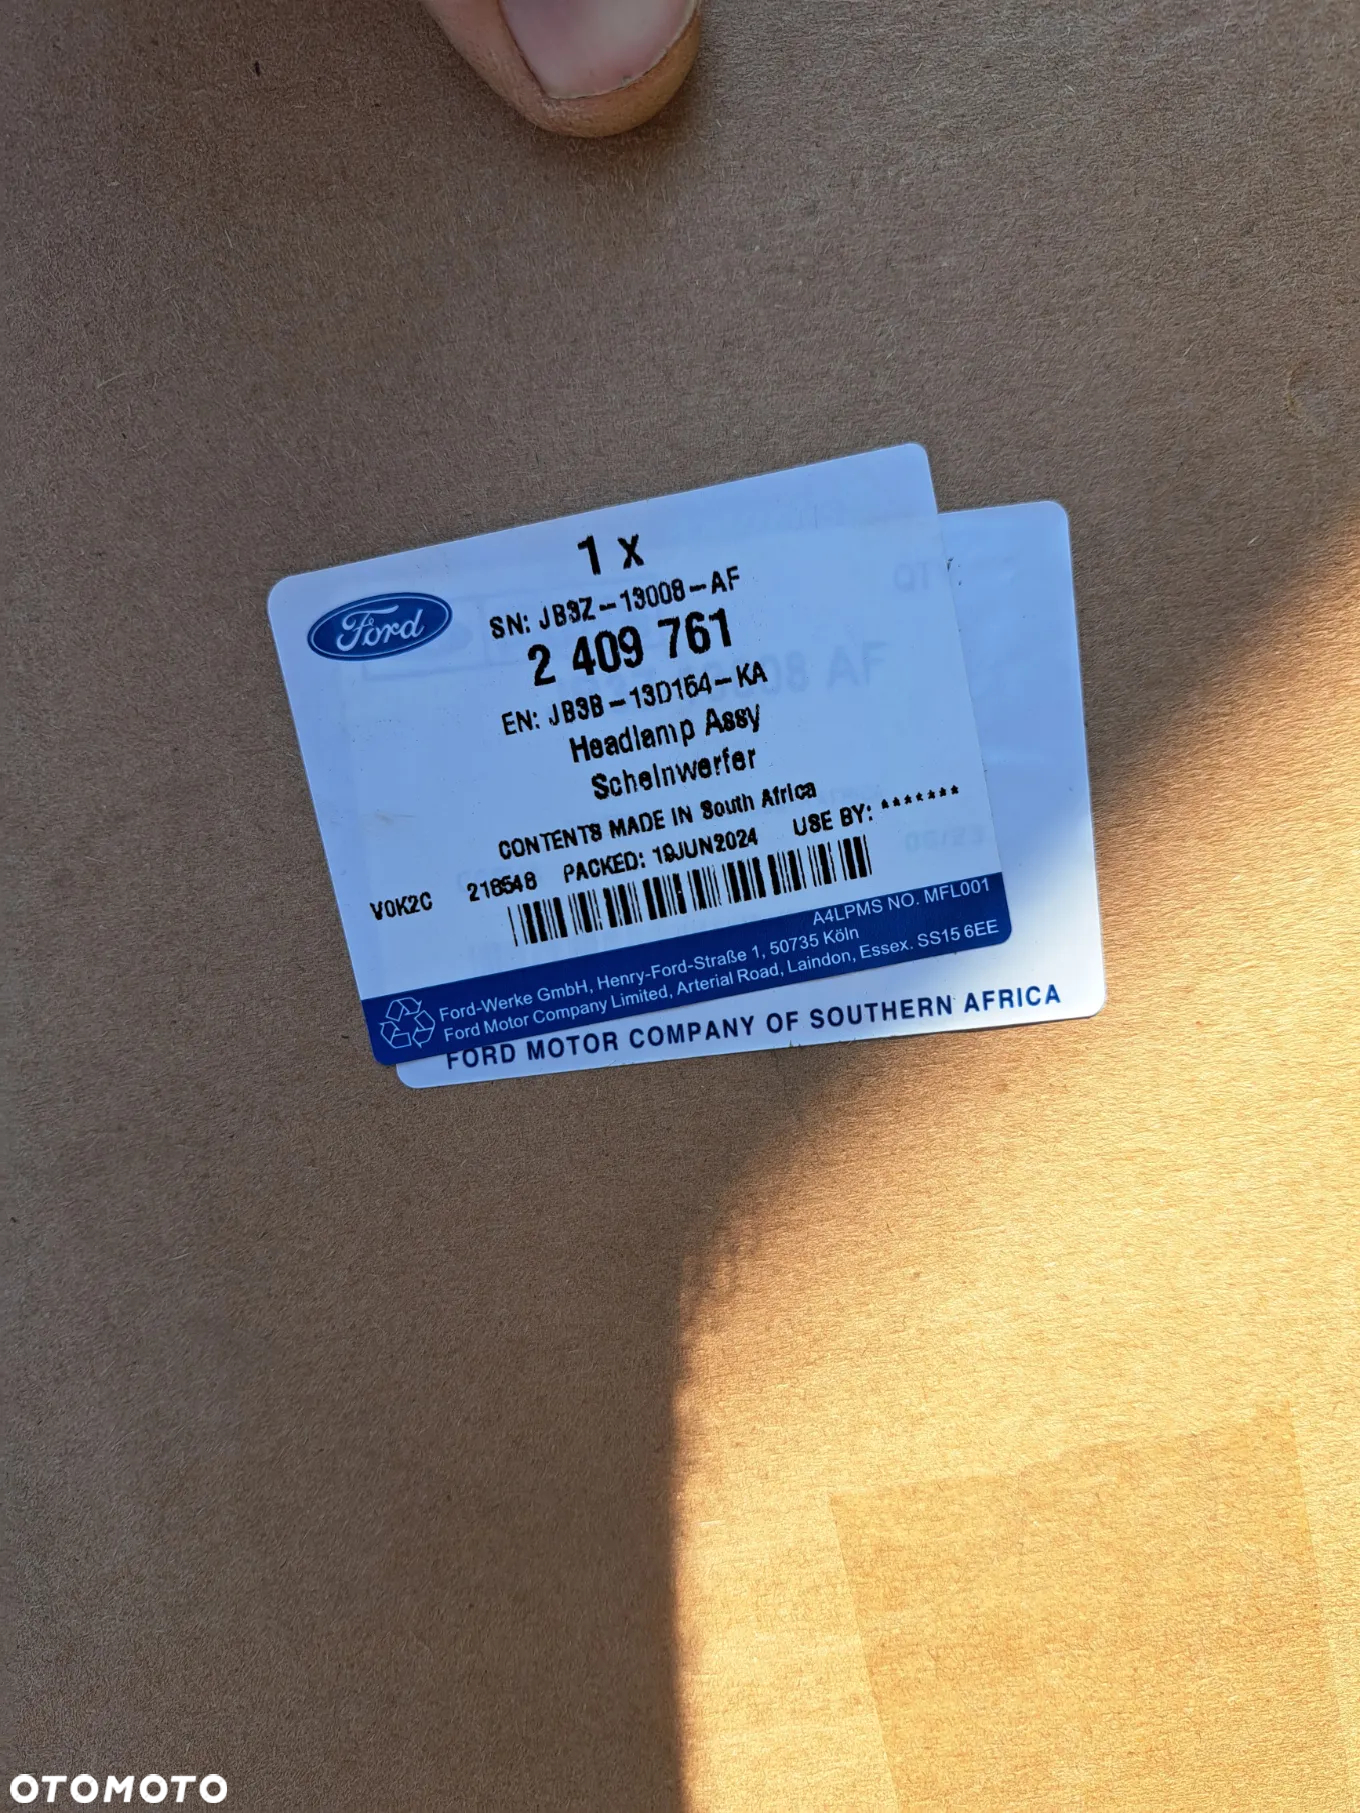 1 x
Ford
SN: JB3Z-13008-AF
2 409 761
EN: JB3B-13D154-KA
Headlamp Assy
Scheinwerfer
CONTENTS MADE IN South Africa
V0K2C 218548 PACKED: 19JUN2024 USE BY: *******
A4LPMS NO. MFL001
Ford-Werke GmbH, Henry-Ford-Straße 1, 50735 Köln
Ford Motor Company Limited, Arterial Road, Laindon, Essex. SS15 6EE
FORD MOTOR COMPANY OF SOUTHERN AFRICA
OTOMOTO